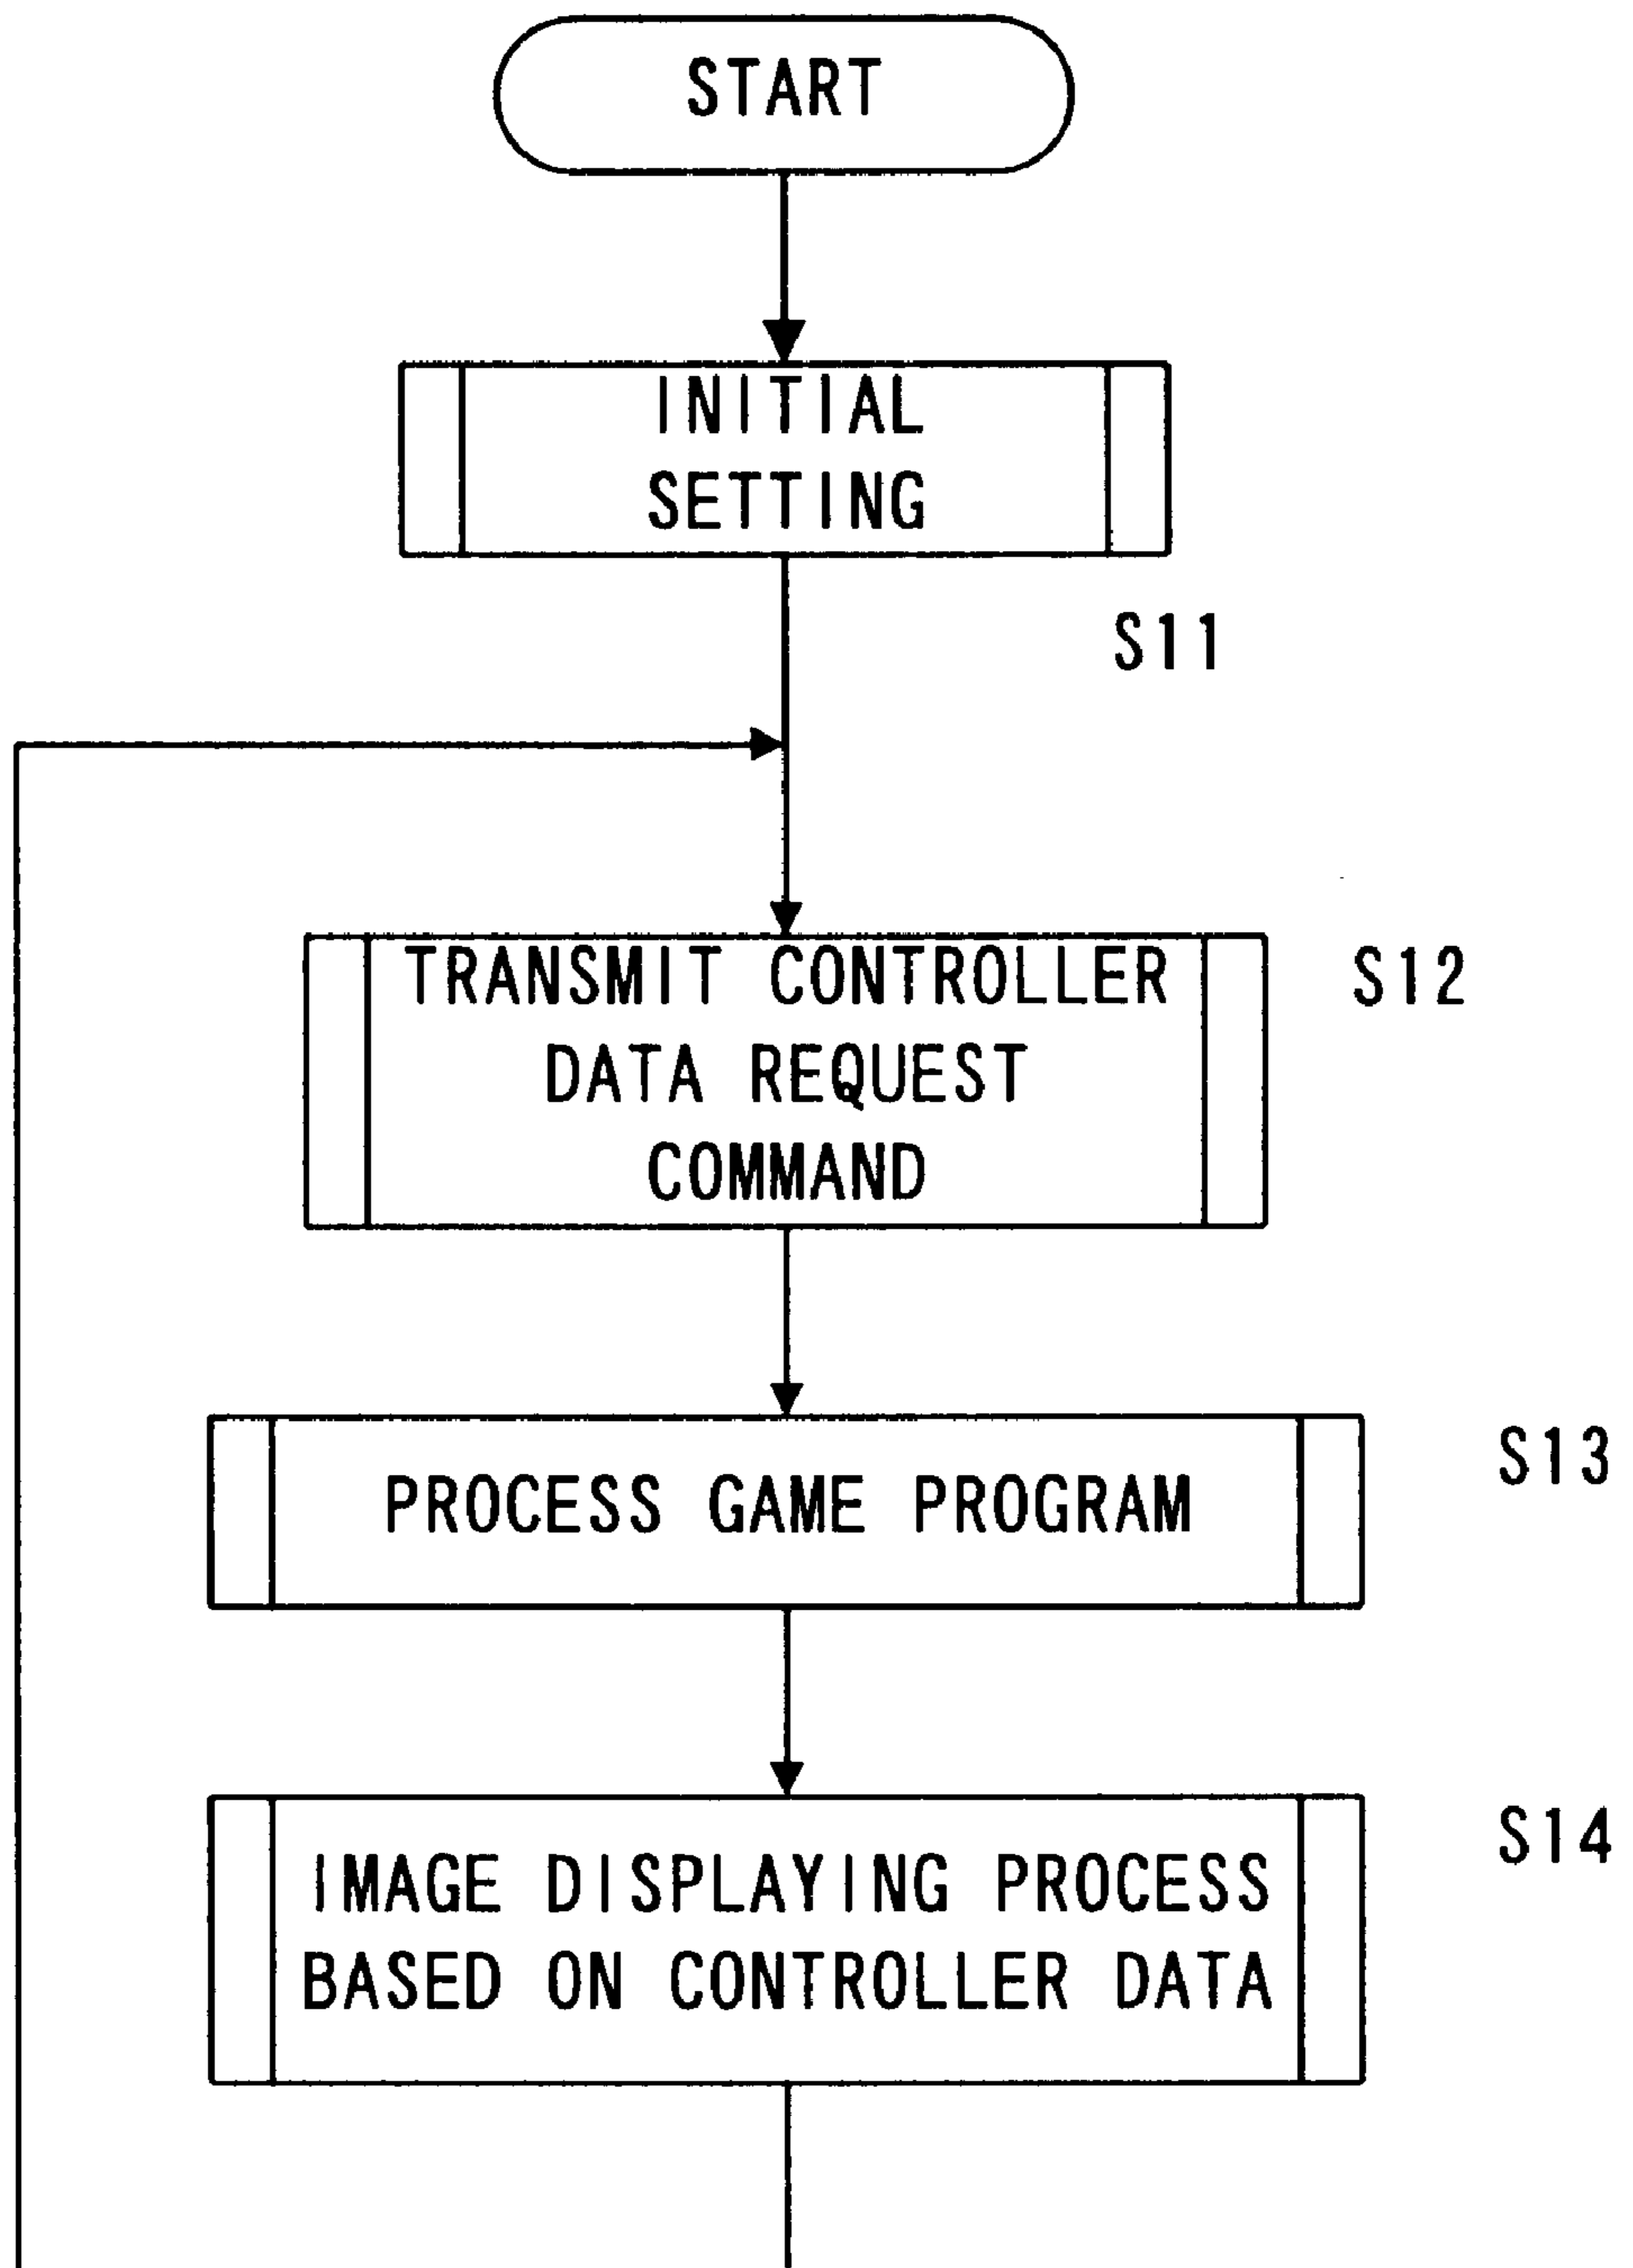 START
INITIAL
SETTING
S11
TRANSMIT CONTROLLER
DATA REQUEST
COMMAND
S12
PROCESS GAME PROGRAM
S13
IMAGE DISPLAYING PROCESS
BASED ON CONTROLLER DATA
S14